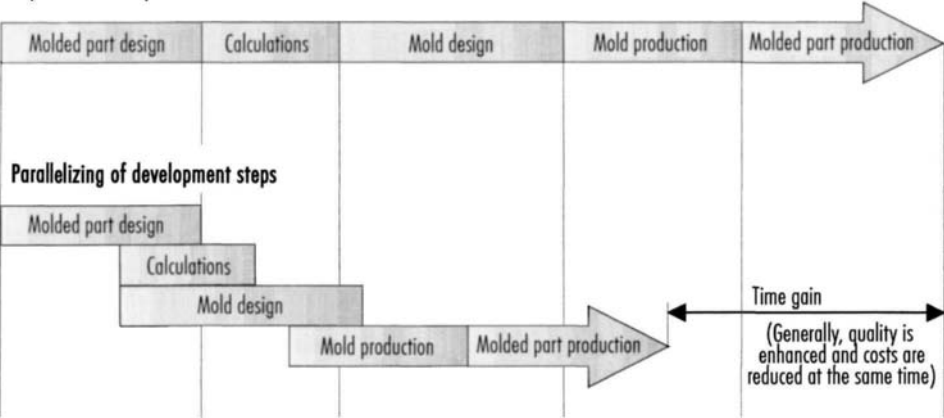 Molded part design
Calculations
Mold design
Mold production
Molded part production
Parallelizing of development steps
Molded part design
Calculations
Mold design
Mold production
Molded part production
Time gain
(Generally, quality is
enhanced and costs are
reduced at the same time)